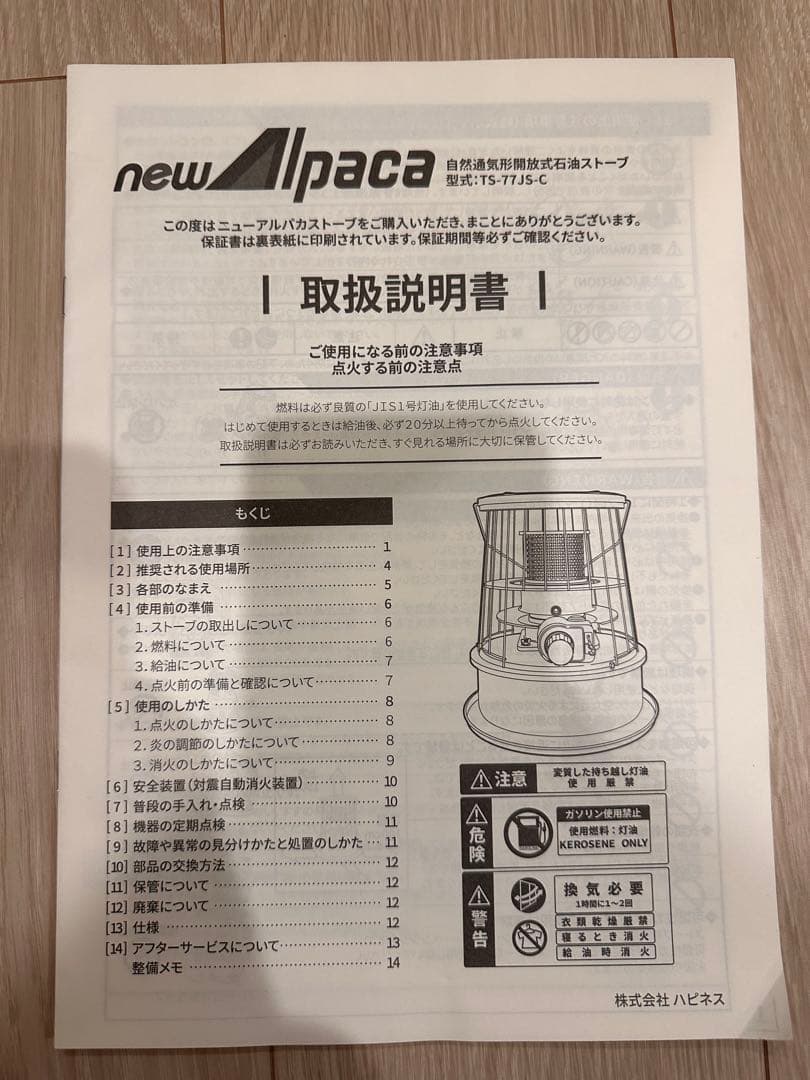 new Alpaca
自然通気形開放式石油ストーブ
型式：TS-77JS-C
この度はニューアルパカストーブをご購入いただき、まことにありがとうございます。
保証書は裏表紙に印刷されています。保証期間等必ずご確認ください。
取扱説明書
ご使用になる前の注意事項
点火する前の注意点
燃料は必ず良質の「JIS1号灯油」を使用してください。
はじめて使用するときは給油後、必ず20分以上待ってから点火してください。
取扱説明書は必ずお読みいただき、すぐ見れる場所に大切に保管してください。
もくじ
[1] 使用上の注意事項 1
[2] 推奨される使用場所 4
[3] 各部のなまえ 5
[4] 使用前の準備 6
1．ストーブの取出しについて 6
2．燃料について 6
3．給油について 7
4．点火前の準備と確認について 7
[5] 使用のしかた 8
1．点火のしかたについて 8
2．炎の調節のしかたについて 8
3．消火のしかたについて 9
[6] 安全装置（対震自動消火装置） 10
[7] 普段の手入れ・点検 10
[8] 機器の定期点検 11
[9] 故障や異常の見分けかたと処置のしかた 11
[10] 部品の交換方法 12
[11] 保管について 12
[12] 廃棄について 12
[13] 仕様 12
[14] アフターサービスについて 13
整備メモ 14
注意
変質した持ち越し灯油
使用厳禁
危険
ガソリン使用禁止
使用燃料：灯油
KEROSENE ONLY
警告
換気必要
1時間に1～2回
衣類乾燥厳禁
寝るとき消火
給油時消火
株式会社 ハピネス